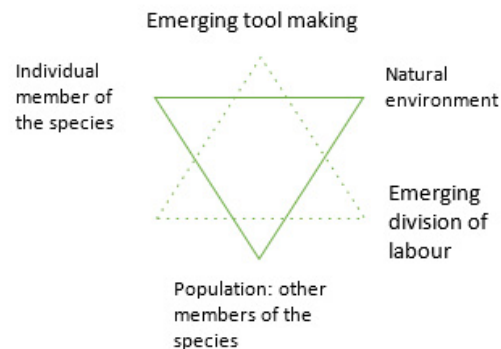 Emerging tool making
Individual
member of
the species
Natural
environment
Emerging
division of
labour
Population: other
members of the
species